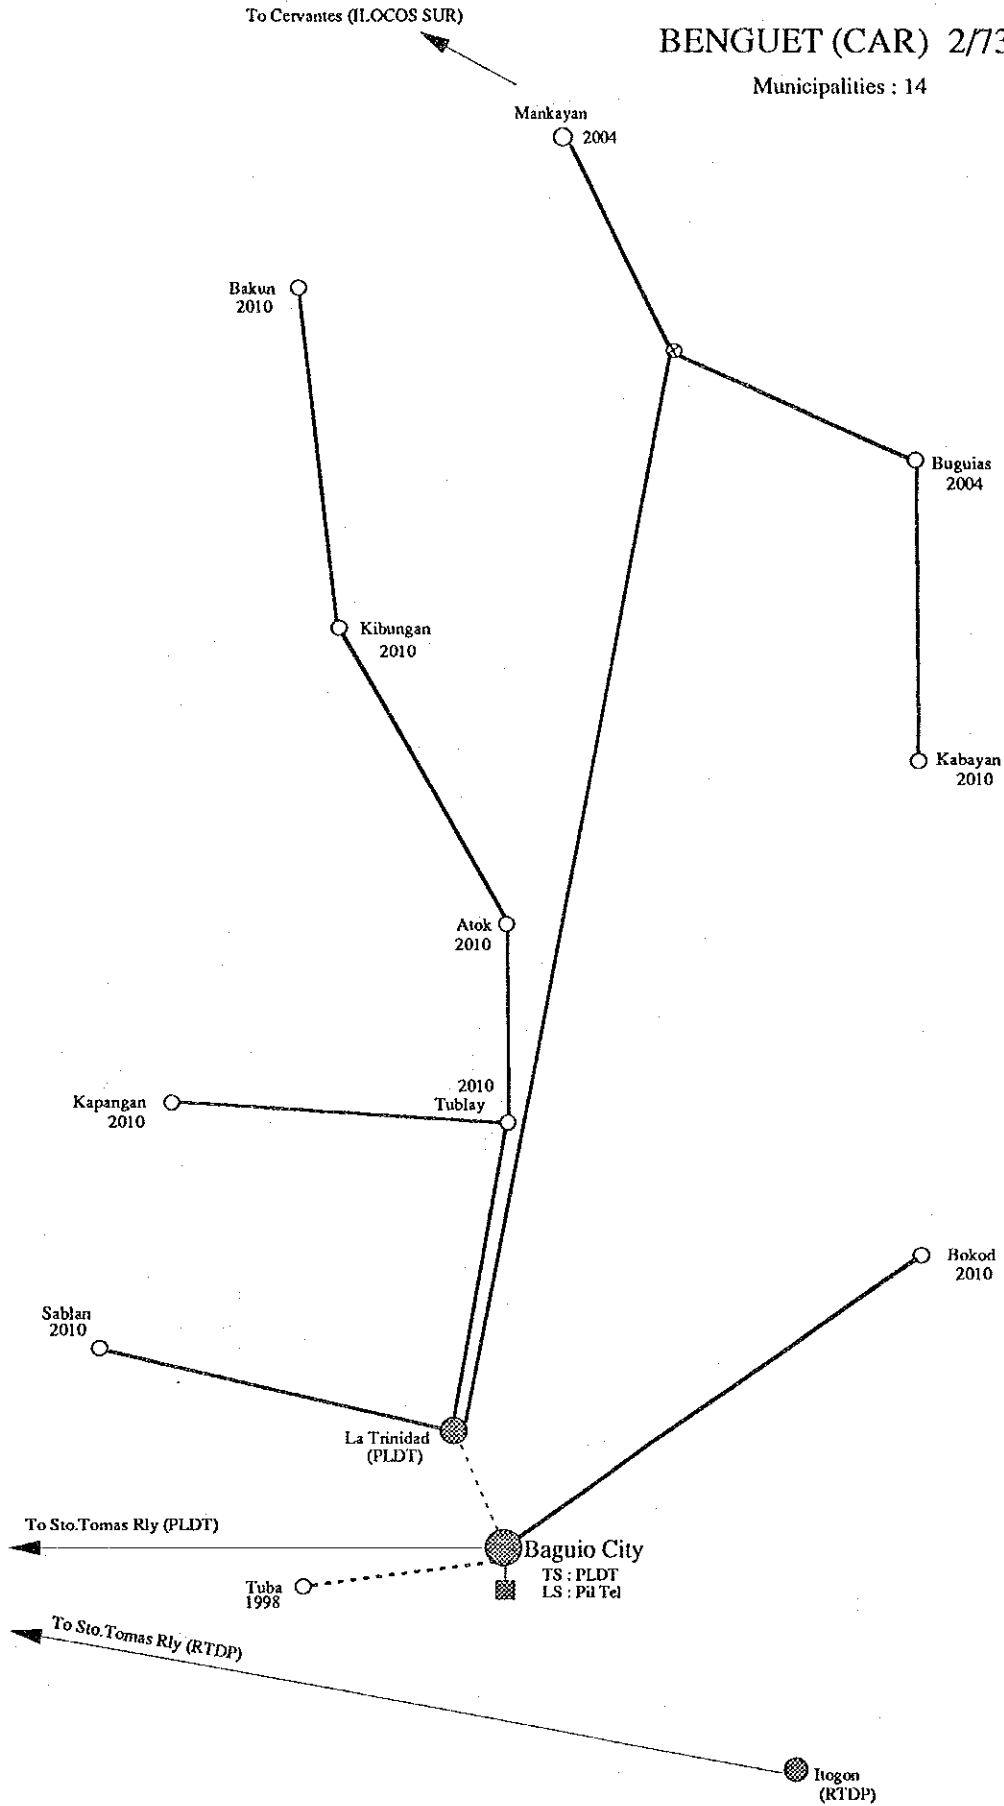 To Cervantes (ILOCOS SUR)
BENGUET (CAR) 2/73
Municipalities : 14
Mankayan
2004
Bakun
2010
Buguias
2004
Kibungan
2010
Kabayan
2010
Atok
2010
2010
Tublay
Kapangan
2010
Bokod
2010
Sablan
2010
La Trinidad
(PLDT)
To Sto.Tomas Rly (PLDT)
Baguio City
TS : PLDT
LS : Pil Tel
Tuba
1998
To Sto.Tomas Rly (RTDP)
Itogon
(RTDP)